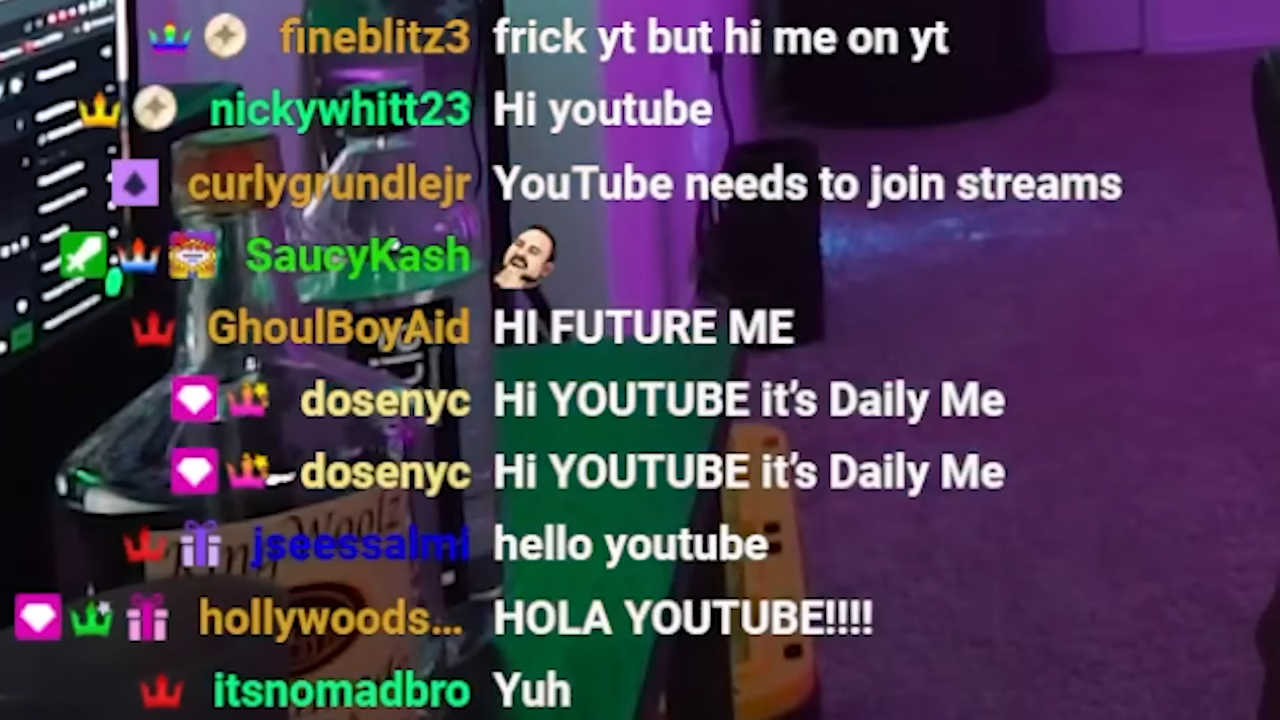 fineblitz3 frick yt but hi me on yt
nickywhitt23 Hi youtube
curlygrundlejr YouTube needs to join streams
SaucyKash
GhoulBoyAid HI FUTURE ME
dosenyc Hi YOUTUBE it’s Daily Me
dosenyc Hi YOUTUBE it’s Daily Me
jseessalmi hello youtube
hollywoods... HOLA YOUTUBE!!!!
itsnomadbro Yuh